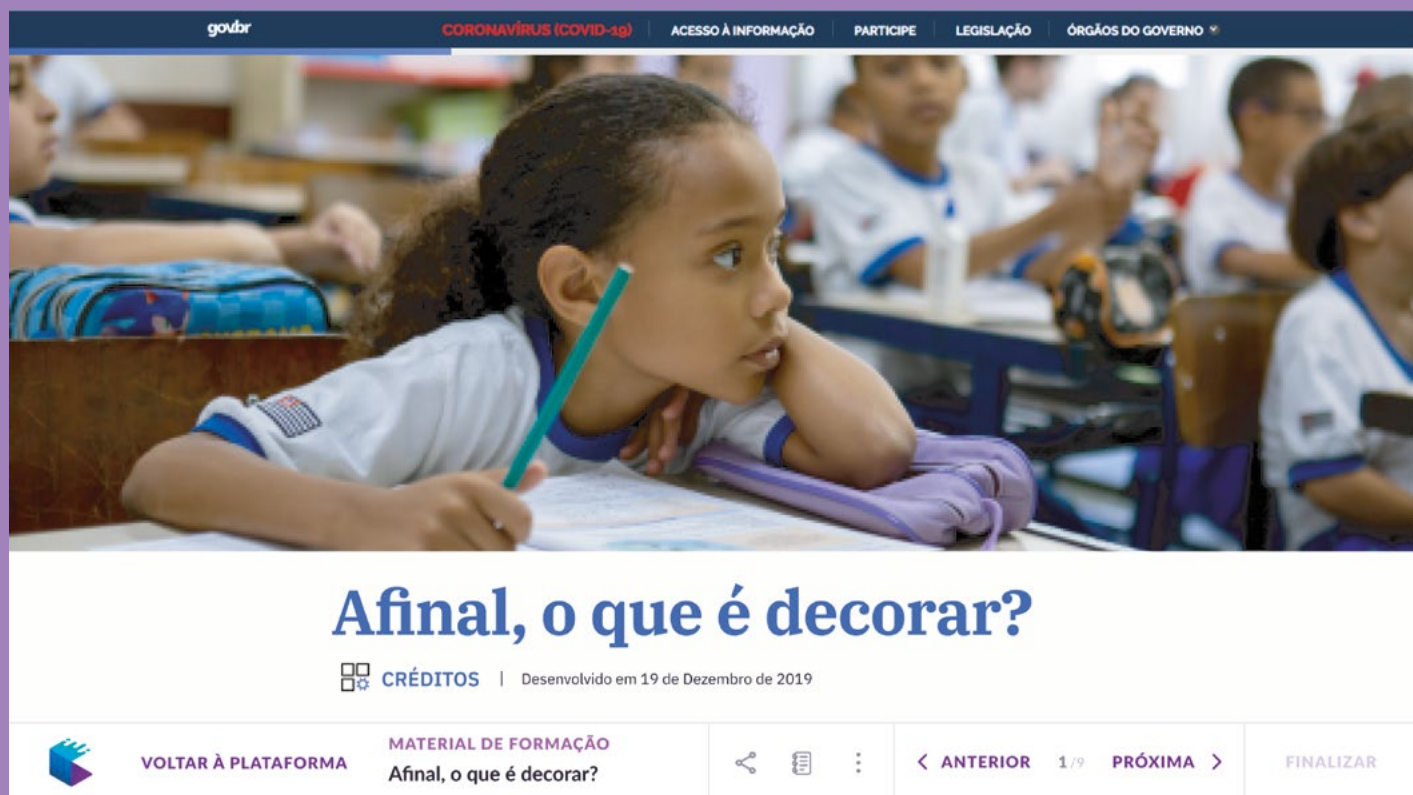 gov.br
CORONAVÍRUS (COVID-19)
ACESSO À INFORMAÇÃO
PARTICIPE
LEGISLAÇÃO
ÓRGÃOS DO GOVERNO
Afinal, o que é decorar?
CRÉDITOS | Desenvolvido em 19 de Dezembro de 2019
VOLTAR À PLATAFORMA
MATERIAL DE FORMAÇÃO
Afinal, o que é decorar?
ANTERIOR 1/9 PRÓXIMA
FINALIZAR